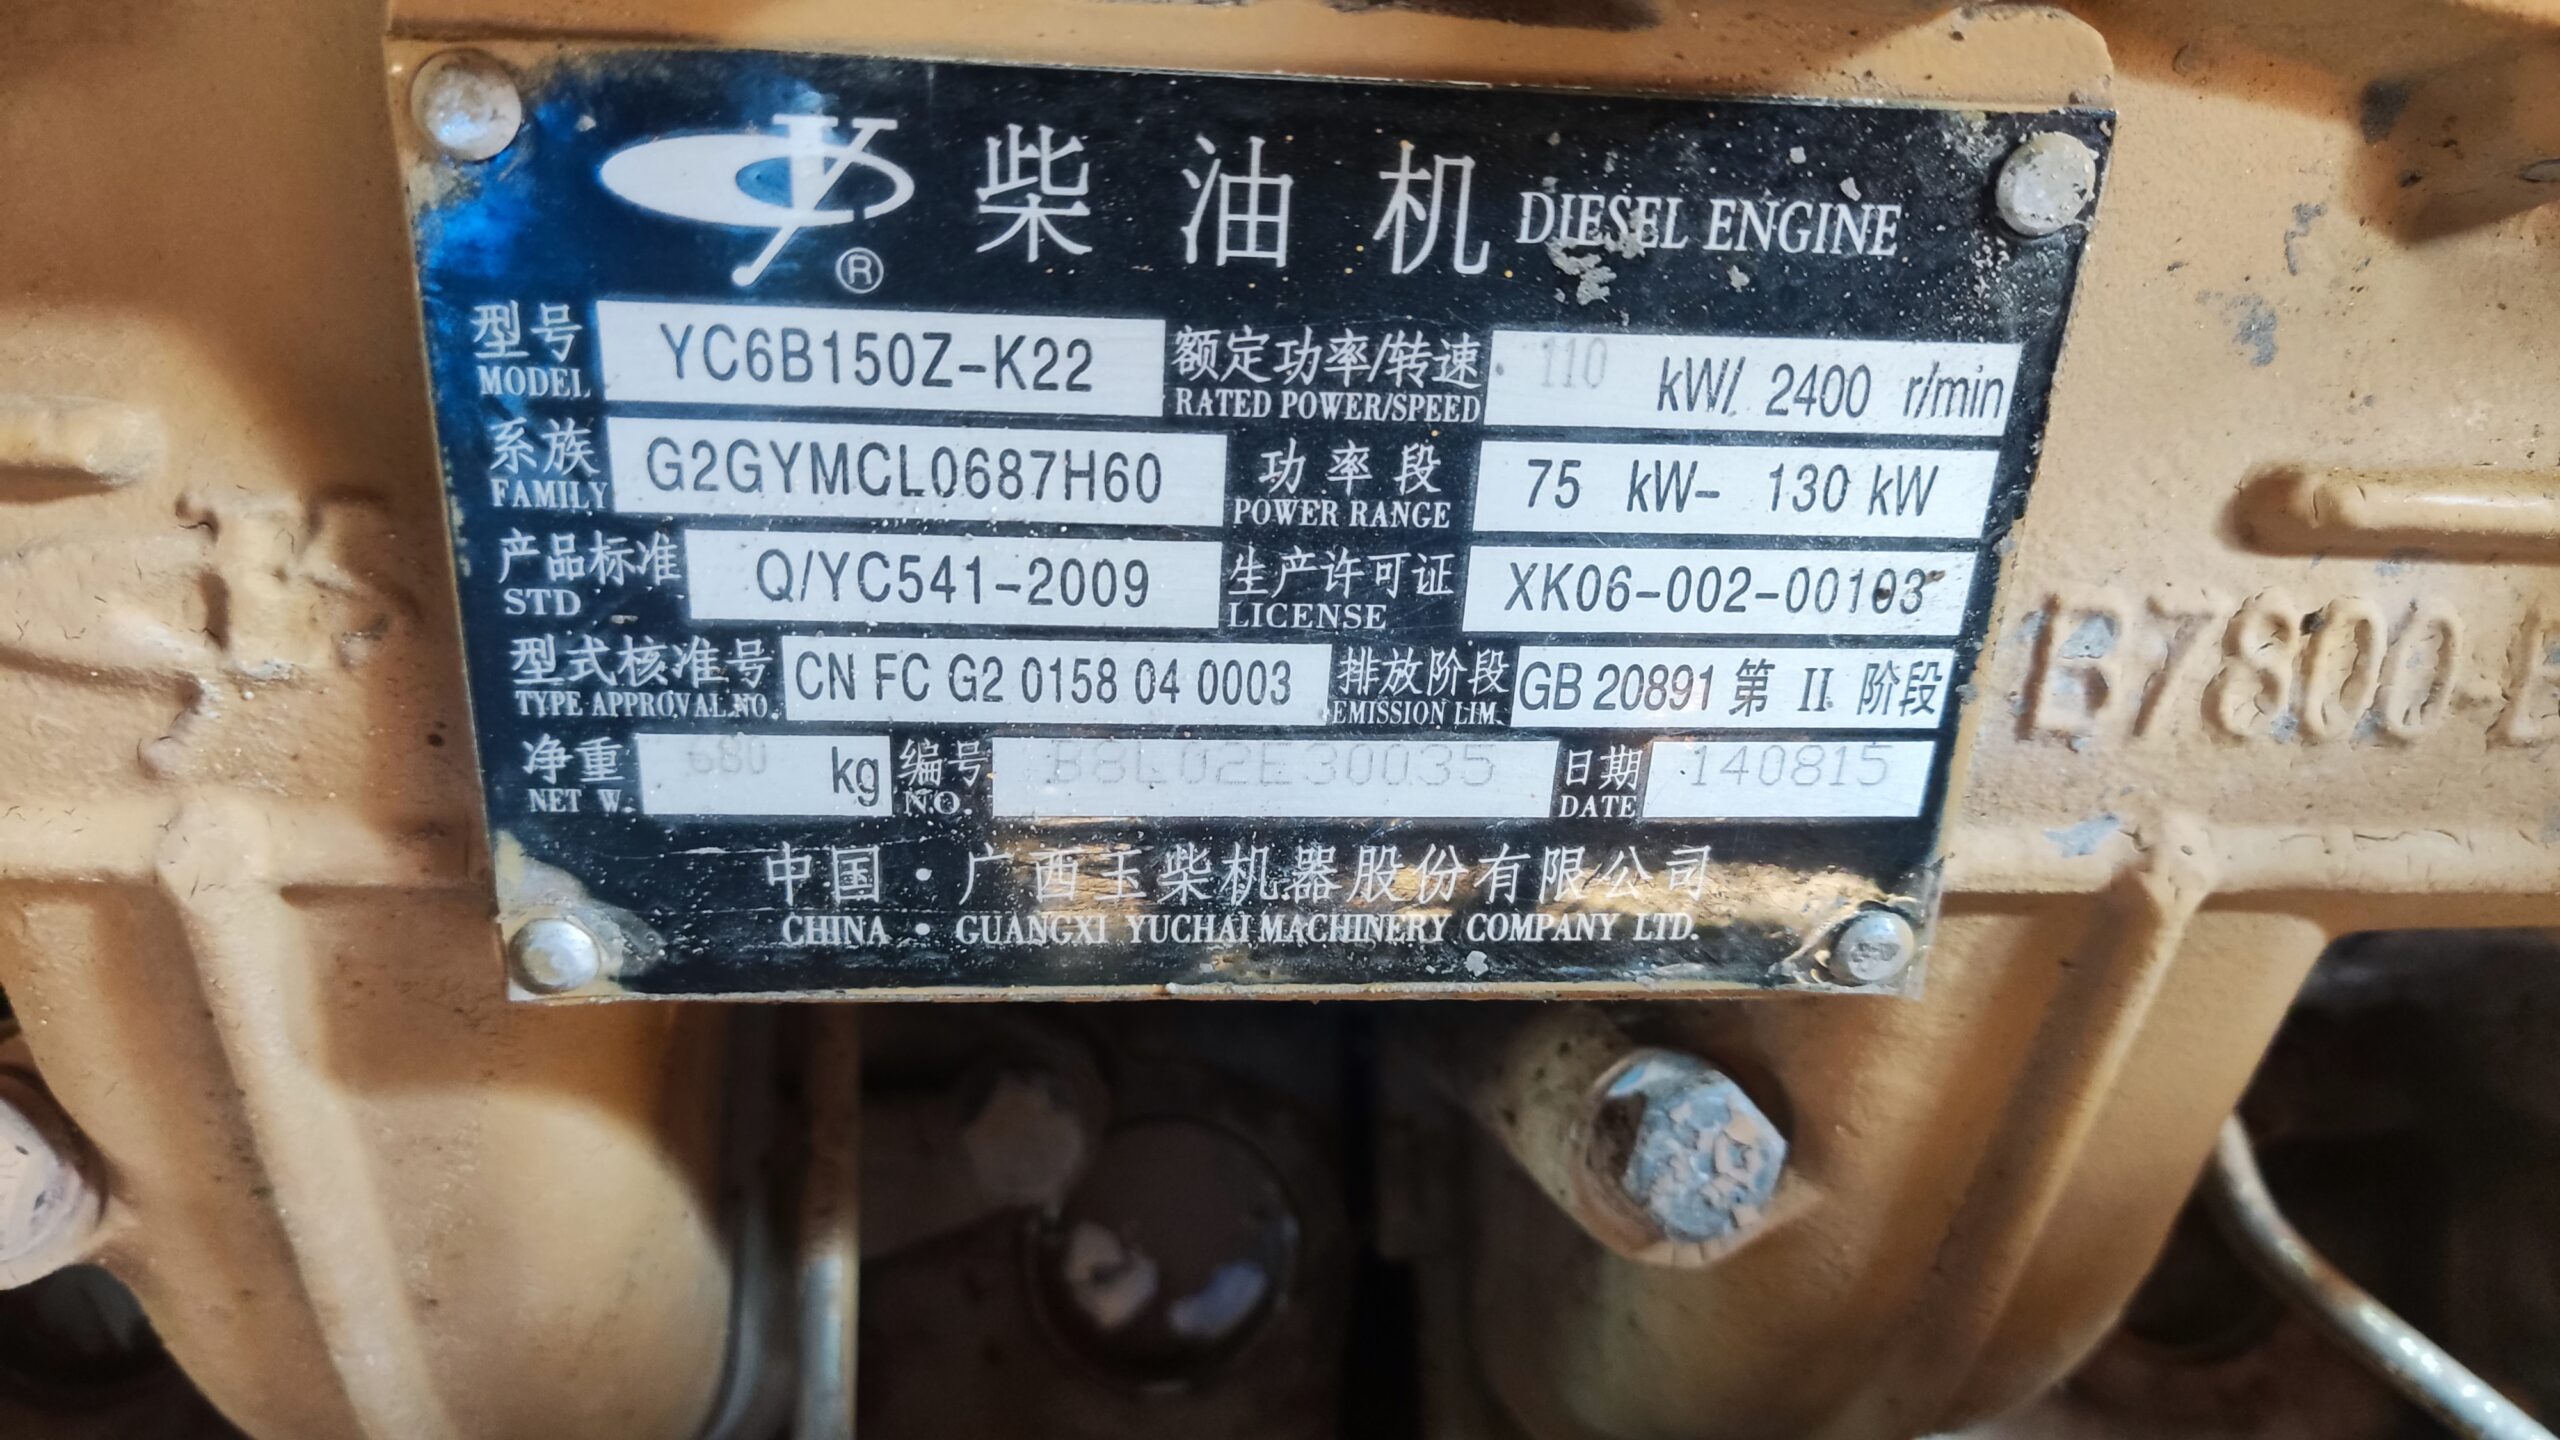 柴油机 DIESEL ENGINE
型号 YC6B150Z-K22 额定功率/转速 110 kW/ 2400 r/min
MODEL RATED POWER/SPEED
系族 G2GYMCL0687H60 功率段 75 kW- 130 kW
FAMILY POWER RANGE
产品标准 Q/YC541-2009 生产许可证 XK06-002-00103
STD LICENSE
型式核准号 CN FC G2 0158 04 0003 排放阶段 GB 20891 第 II 阶段
TYPE APPROVAL NO. EMISSION LIM.
净重 680 kg 编号 B8L02E30035 日期 140815
NET W. NO. DATE
中国·广西玉柴机器股份有限公司
CHINA · GUANGXI YUCHAI MACHINERY COMPANY LTD.
B7800-